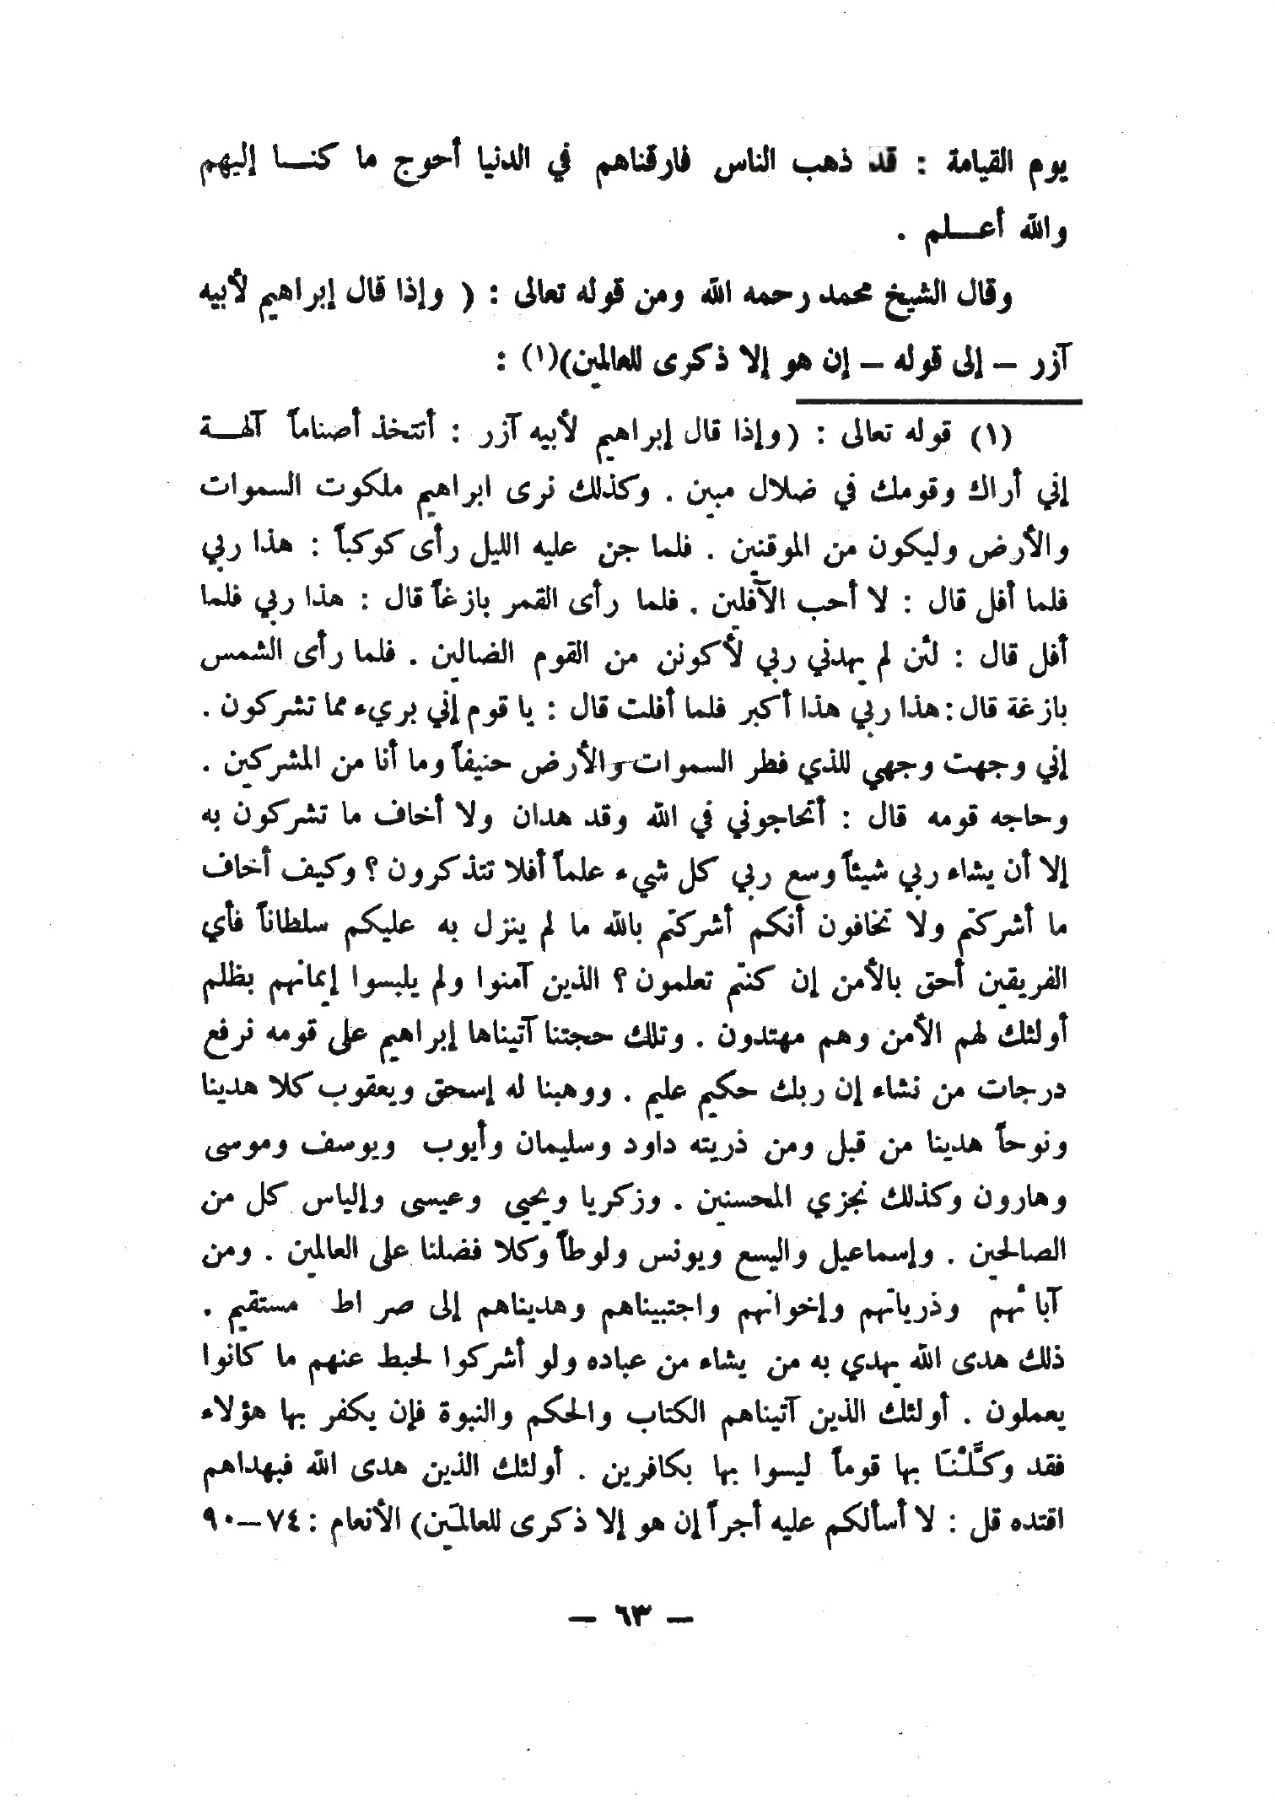 يوم القيامة : قد ذهب الناس فارقناهم في الدنيا أحوج ما كنـــا إليهم
والله أعـــلم .
وقال الشيخ محمد رحمه الله ومن قوله تعالى : ( وإذا قال إبراهيم لأبيه
آزر – إلى قوله – إن هو إلا ذكرى للعالمين)(١) :
(١) قوله تعالى : (وإذا قال إبراهيم لأبيه آزر : أتتخذ أصناماً آلهـــة
إني أراك وقومك في ضلال مبين . وكذلك نرى ابراهيم ملكوت السموات
والأرض وليكون من الموقنين . فلما جن عليه الليل رأى كوكباً : هذا ربي
فلما أفل قال : لا أحب الآفلين . فلما رأى القمر بازغاً قال : هذا ربي فلما
أفل قال : لئن لم يهدني ربي لأكونن من القوم الضالين . فلما رأى الشمس
بازغة قال : هذا ربي هذا أكبر فلما أفلت قال : يا قوم إني بريء مما تشركون .
إني وجهت وجهي للذي فطر السموات والأرض حنيفاً وما أنا من المشركين .
وحاجه قومه قال : أتحاجوني في الله وقد هدان ولا أخاف ما تشركون به
إلا أن يشاء ربي شيئاً وسع ربي كل شيء علماً أفلا تتذكرون ؟ وكيف أخاف
ما أشركتم ولا تخافون أنكم أشركتم بالله ما لم ينزل به عليكم سلطاناً فأي
الفريقين أحق بالأمن إن كنتم تعلمون ؟ الذين آمنوا ولم يلبسوا إيمانهم بظلم
أولئك لهم الأمن وهم مهتدون . وتلك حجتنا آتيناها إبراهيم على قومه نرفع
درجات من نشاء إن ربك حكيم عليم . ووهبنا له إسحق ويعقوب كلا هدينا
ونوحاً هدينا من قبل ومن ذريته داود وسليمان وأيوب ويوسف وموسى
وهارون وكذلك نجزي المحسنين . وزكريا ويحيى وعيسى وإلياس كل من
الصالحين . وإسماعيل واليسع ويونس ولوطاً وكلا فضلنا على العالمين . ومن
آبائهم وذرياتهم وإخوانهم واجتبيناهم وهديناهم إلى صراط مستقيم .
ذلك هدى الله يهدي به من يشاء من عباده ولو أشركوا لحبط عنهم ما كانوا
يعملون . أولئك الذين آتيناهم الكتاب والحكم والنبوة فإن يكفر بها هؤلاء
فقد وكَّلْنَا بها قوماً ليسوا بها بكافرين . أولئك الذين هدى الله فبهداهم
اقتده قل : لا أسألكم عليه أجراً إن هو إلا ذكرى للعالمين) الأنعام : ٧٤–٩٠
– ٦٣ –